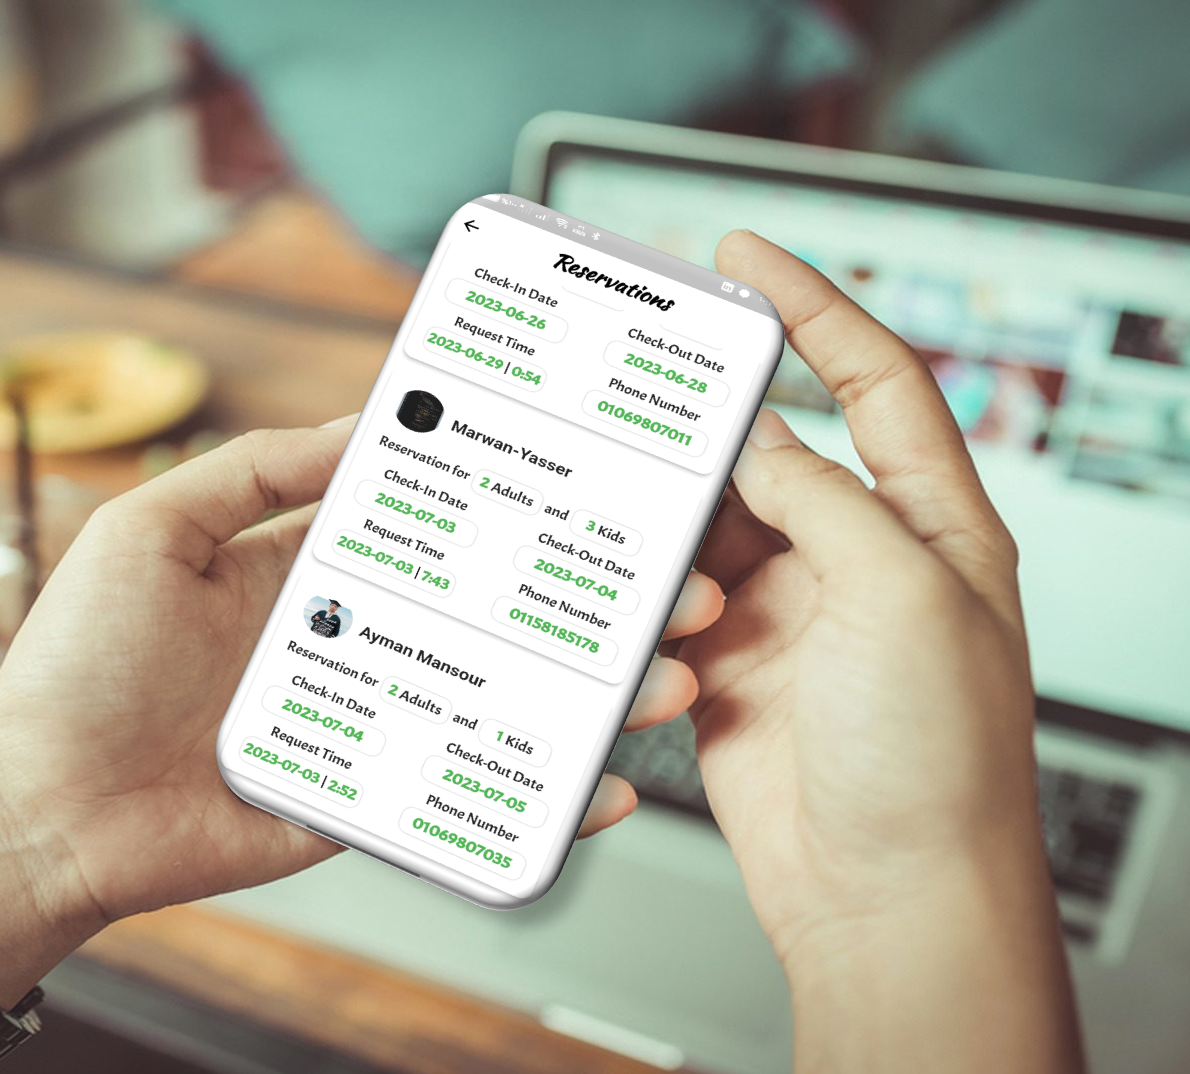 Reservations
Check-In Date
2023-06-26
Check-Out Date
2023-06-28
Request Time
2023-06-29 | 0:54
Phone Number
01069807011
Marwan-Yasser
Reservation for 2 Adults and 3 Kids
Check-In Date
2023-07-03
Check-Out Date
2023-07-04
Request Time
2023-07-03 | 7:43
Phone Number
01158185178
Ayman Mansour
Reservation for 2 Adults and 1 Kids
Check-In Date
2023-07-04
Check-Out Date
2023-07-05
Request Time
2023-07-03 | 2:52
Phone Number
01069807035